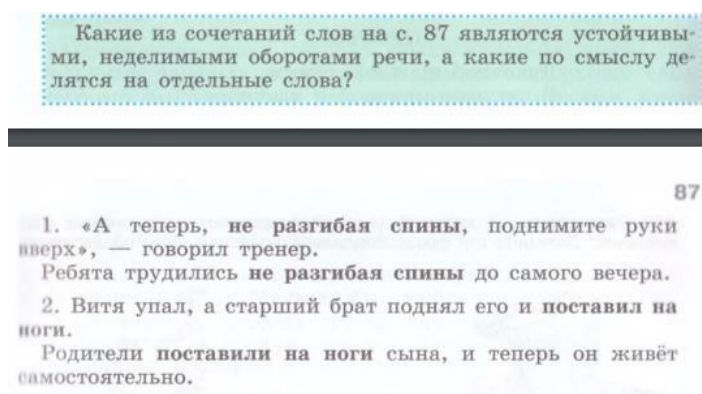 Какие из сочетаний слов на с. 87 являются устойчивы-
ми, неделимыми оборотами речи, а какие по смыслу де-
лятся на отдельные слова?
87
1. «А теперь, не разгибая спины, поднимите руки
вверх», — говорил тренер.
Ребята трудились не разгибая спины до самого вечера.
2. Витя упал, а старший брат поднял его и поставил на
ноги.
Родители поставили на ноги сына, и теперь он живёт
самостоятельно.